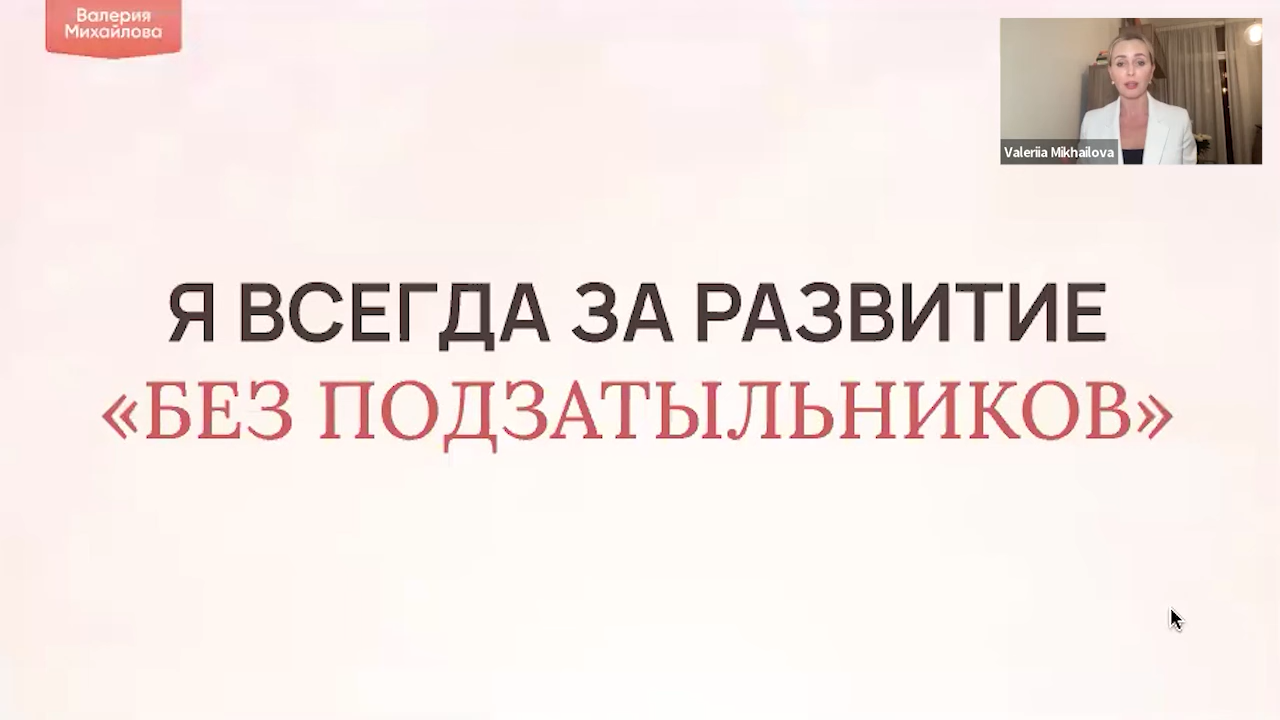 Валерия
Михайлова
Valeriia Mikhailova
Я ВСЕГДА ЗА РАЗВИТИЕ
«БЕЗ ПОДЗАТЫЛЬНИКОВ»